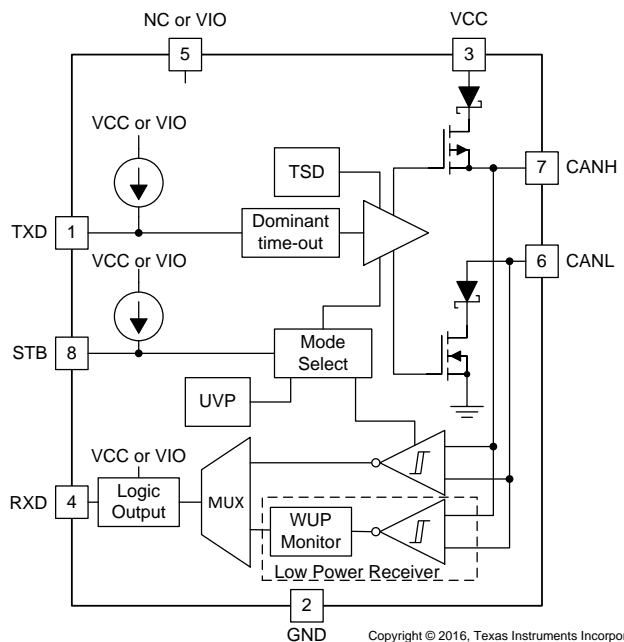 NC or VIO
VCC
5
3
VCC or VIO
TSD
7
CANH
TXD
1
Dominant
time-out
VCC or VIO
6
CANL
STB
8
Mode
Select
UVP
VCC or VIO
RXD
4
Logic
Output
MUX
WUP
Monitor
Low Power Receiver
2
GND
Copyright © 2016, Texas Instruments Incorpor